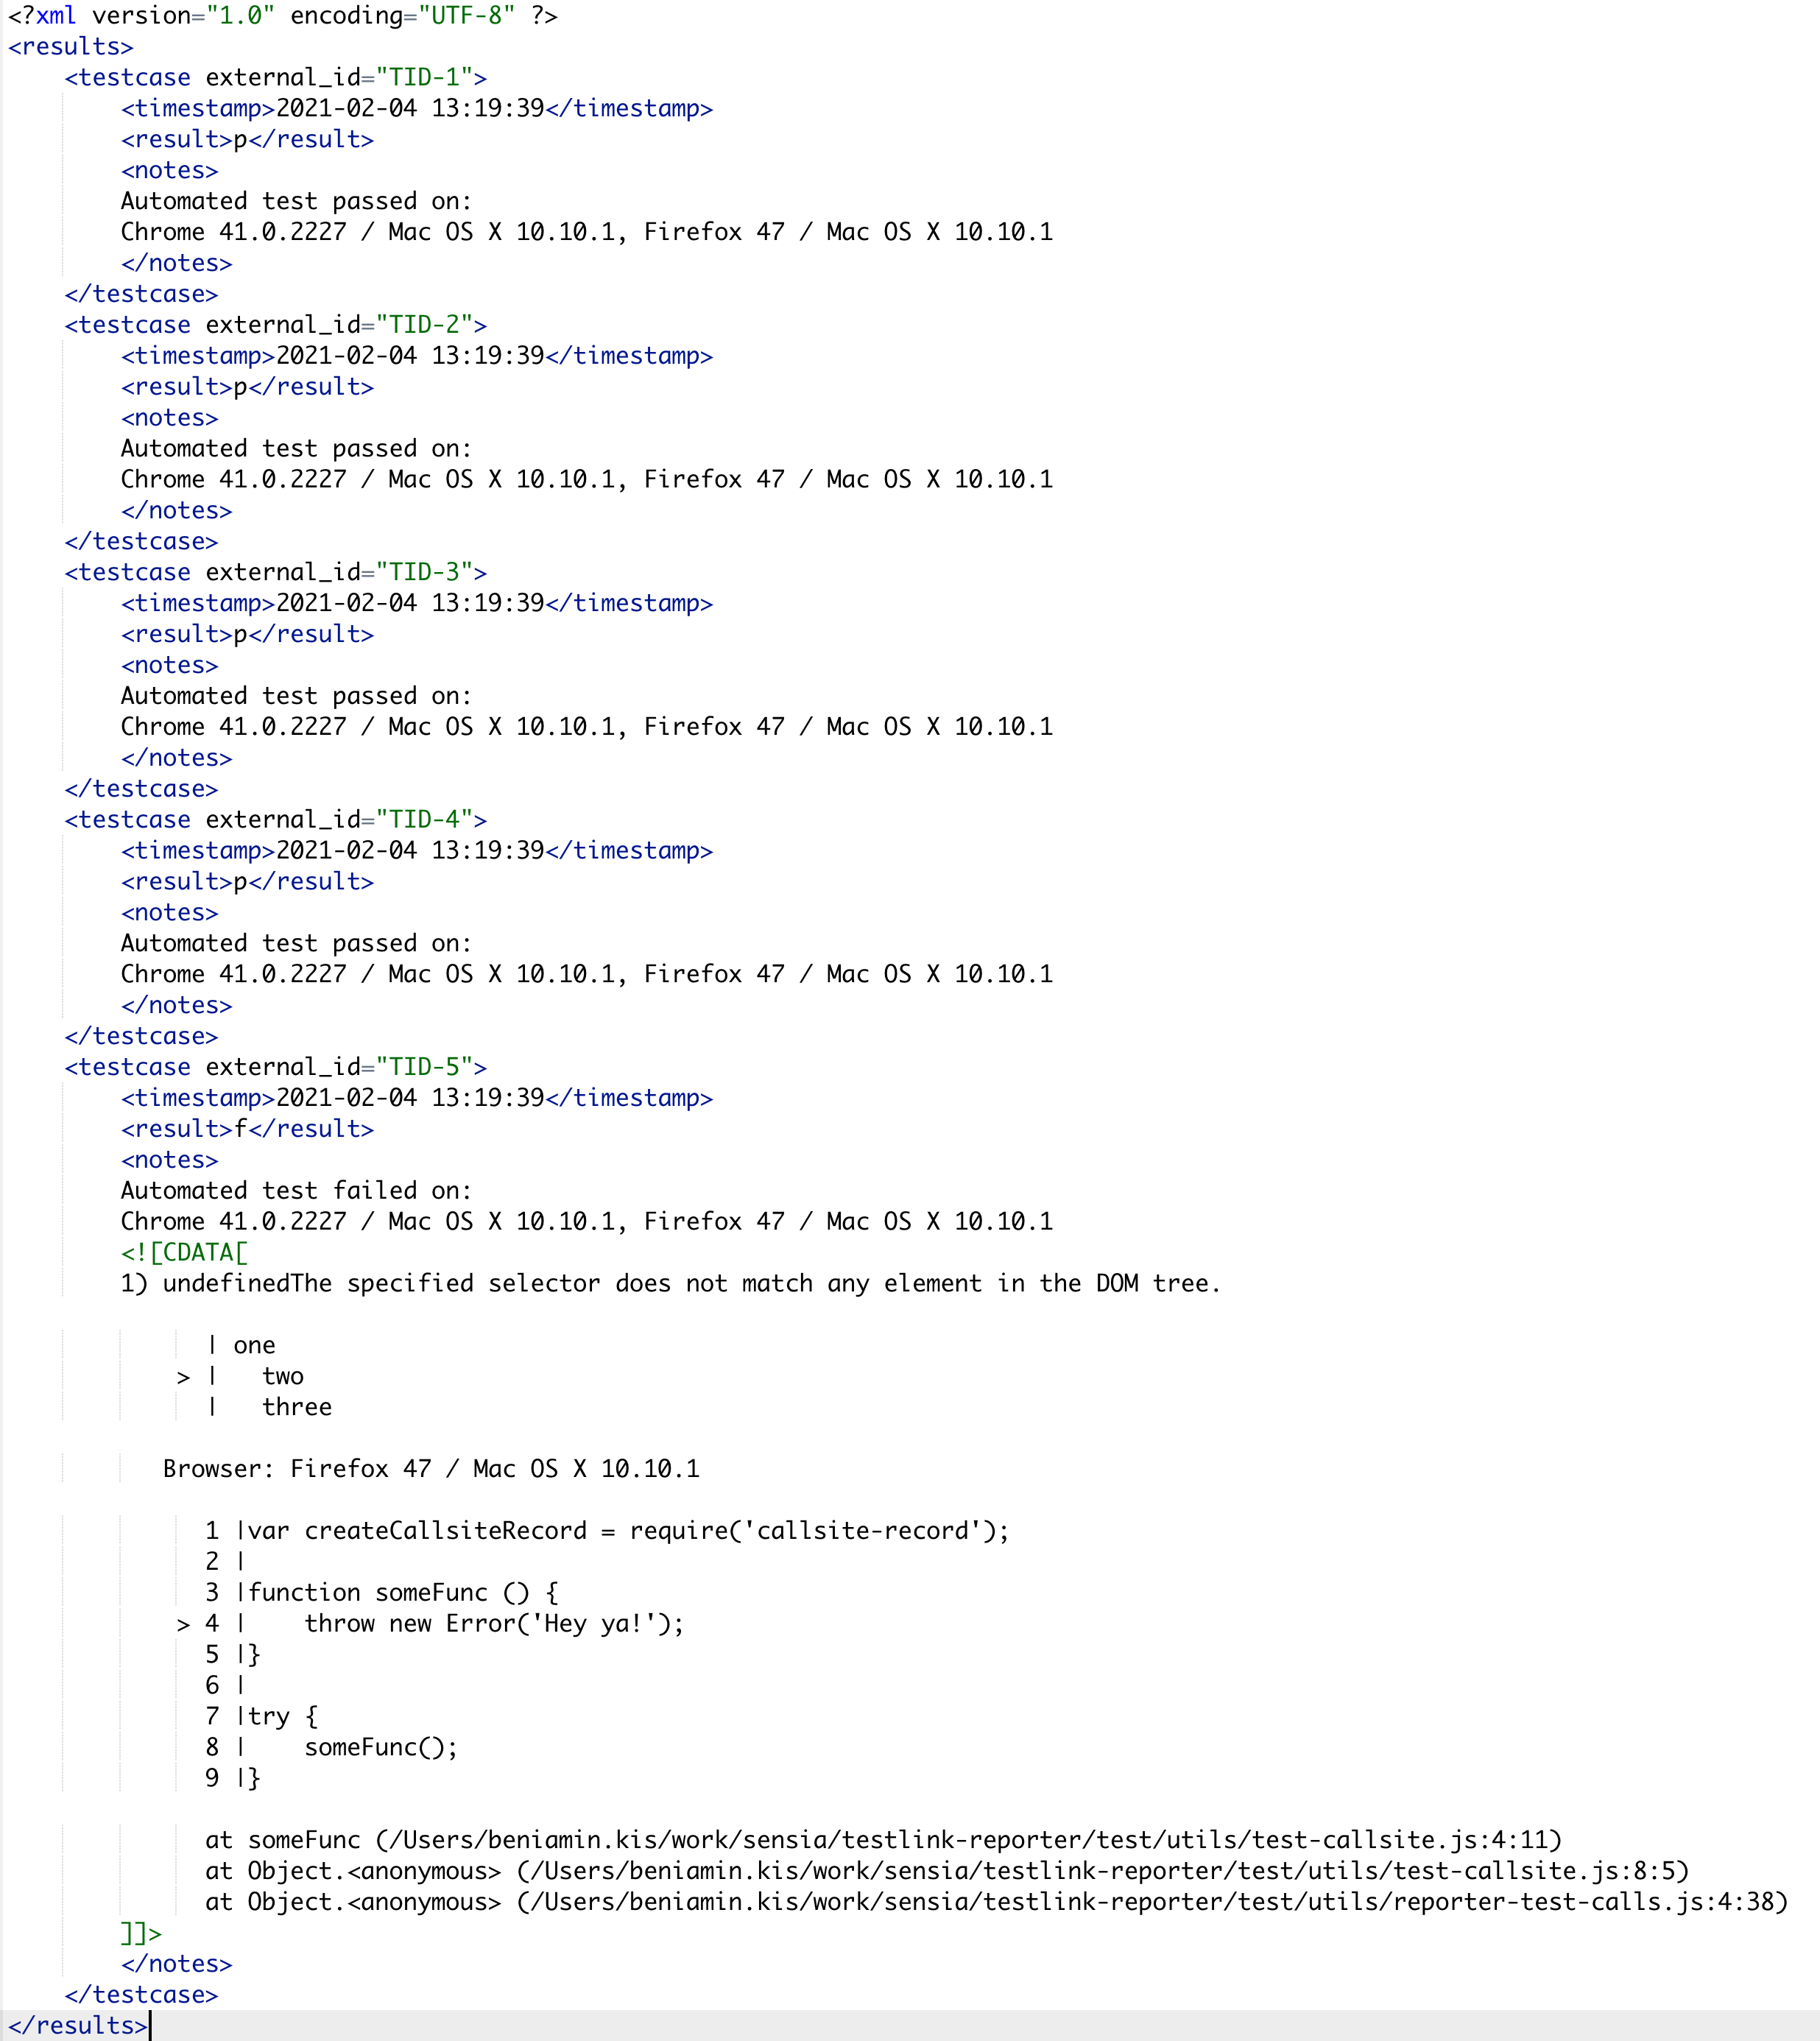 <?xml version="1.0" encoding="UTF-8" ?>
<results>
    <testcase external_id="TID-1">
        <timestamp>2021-02-04 13:19:39</timestamp>
        <result>p</result>
        <notes>
        Automated test passed on:
        Chrome 41.0.2227 / Mac OS X 10.10.1, Firefox 47 / Mac OS X 10.10.1
        </notes>
    </testcase>
    <testcase external_id="TID-2">
        <timestamp>2021-02-04 13:19:39</timestamp>
        <result>p</result>
        <notes>
        Automated test passed on:
        Chrome 41.0.2227 / Mac OS X 10.10.1, Firefox 47 / Mac OS X 10.10.1
        </notes>
    </testcase>
    <testcase external_id="TID-3">
        <timestamp>2021-02-04 13:19:39</timestamp>
        <result>p</result>
        <notes>
        Automated test passed on:
        Chrome 41.0.2227 / Mac OS X 10.10.1, Firefox 47 / Mac OS X 10.10.1
        </notes>
    </testcase>
    <testcase external_id="TID-4">
        <timestamp>2021-02-04 13:19:39</timestamp>
        <result>p</result>
        <notes>
        Automated test passed on:
        Chrome 41.0.2227 / Mac OS X 10.10.1, Firefox 47 / Mac OS X 10.10.1
        </notes>
    </testcase>
    <testcase external_id="TID-5">
        <timestamp>2021-02-04 13:19:39</timestamp>
        <result>f</result>
        <notes>
        Automated test failed on:
        Chrome 41.0.2227 / Mac OS X 10.10.1, Firefox 47 / Mac OS X 10.10.1
        <![CDATA[
        1) undefinedThe specified selector does not match any element in the DOM tree.

              | one
            > |   two
              |   three

           Browser: Firefox 47 / Mac OS X 10.10.1

              1 |var createCallsiteRecord = require('callsite-record');
              2 |
              3 |function someFunc () {
            > 4 |    throw new Error('Hey ya!');
              5 |}
              6 |
              7 |try {
              8 |    someFunc();
              9 |}

              at someFunc (/Users/beniamin.kis/work/sensia/testlink-reporter/test/utils/test-callsite.js:4:11)
              at Object.<anonymous> (/Users/beniamin.kis/work/sensia/testlink-reporter/test/utils/test-callsite.js:8:5)
              at Object.<anonymous> (/Users/beniamin.kis/work/sensia/testlink-reporter/test/utils/reporter-test-calls.js:4:38)
        ]]>
        </notes>
    </testcase>
</results>